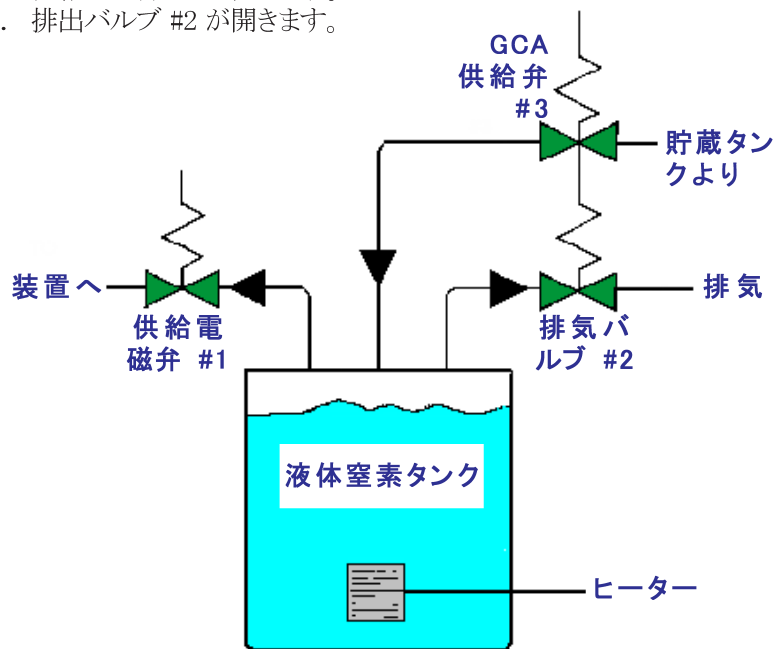 . 排出バルブ #2 が開きます。
GCA
供給弁
#3
貯蔵タン
クより
装置へ
供給電
磁弁 #1
排気バ
ルブ #2
排気
液体窒素タンク
ヒーター